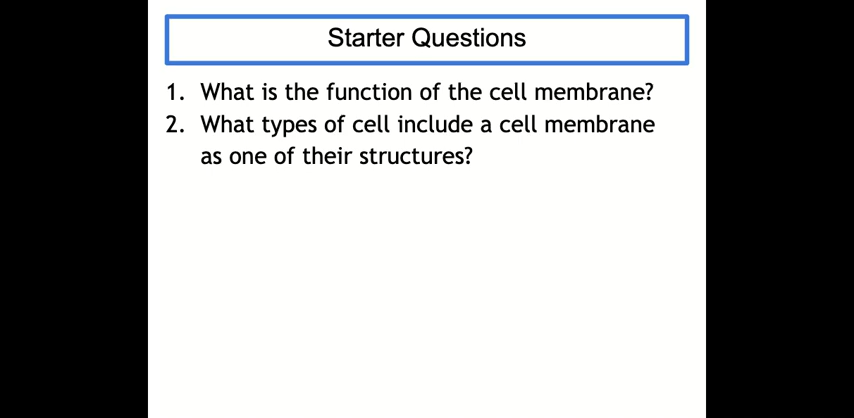 Starter Questions
1. What is the function of the cell membrane?
2. What types of cell include a cell membrane
as one of their structures?